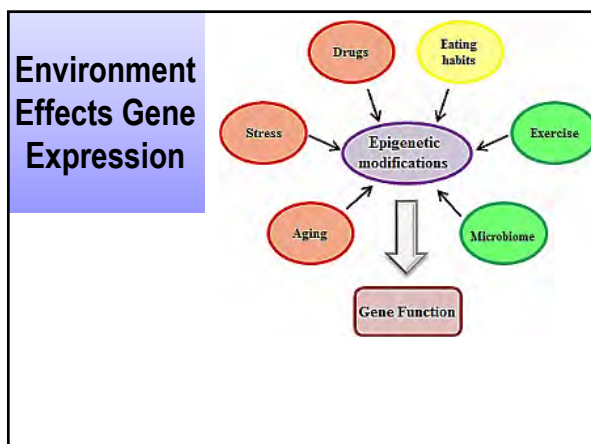 Environment
Effects Gene
Expression
Drugs
Eating
habits
Stress
Epigenetic
modifications
Exercise
Aging
Microbiome
Gene Function